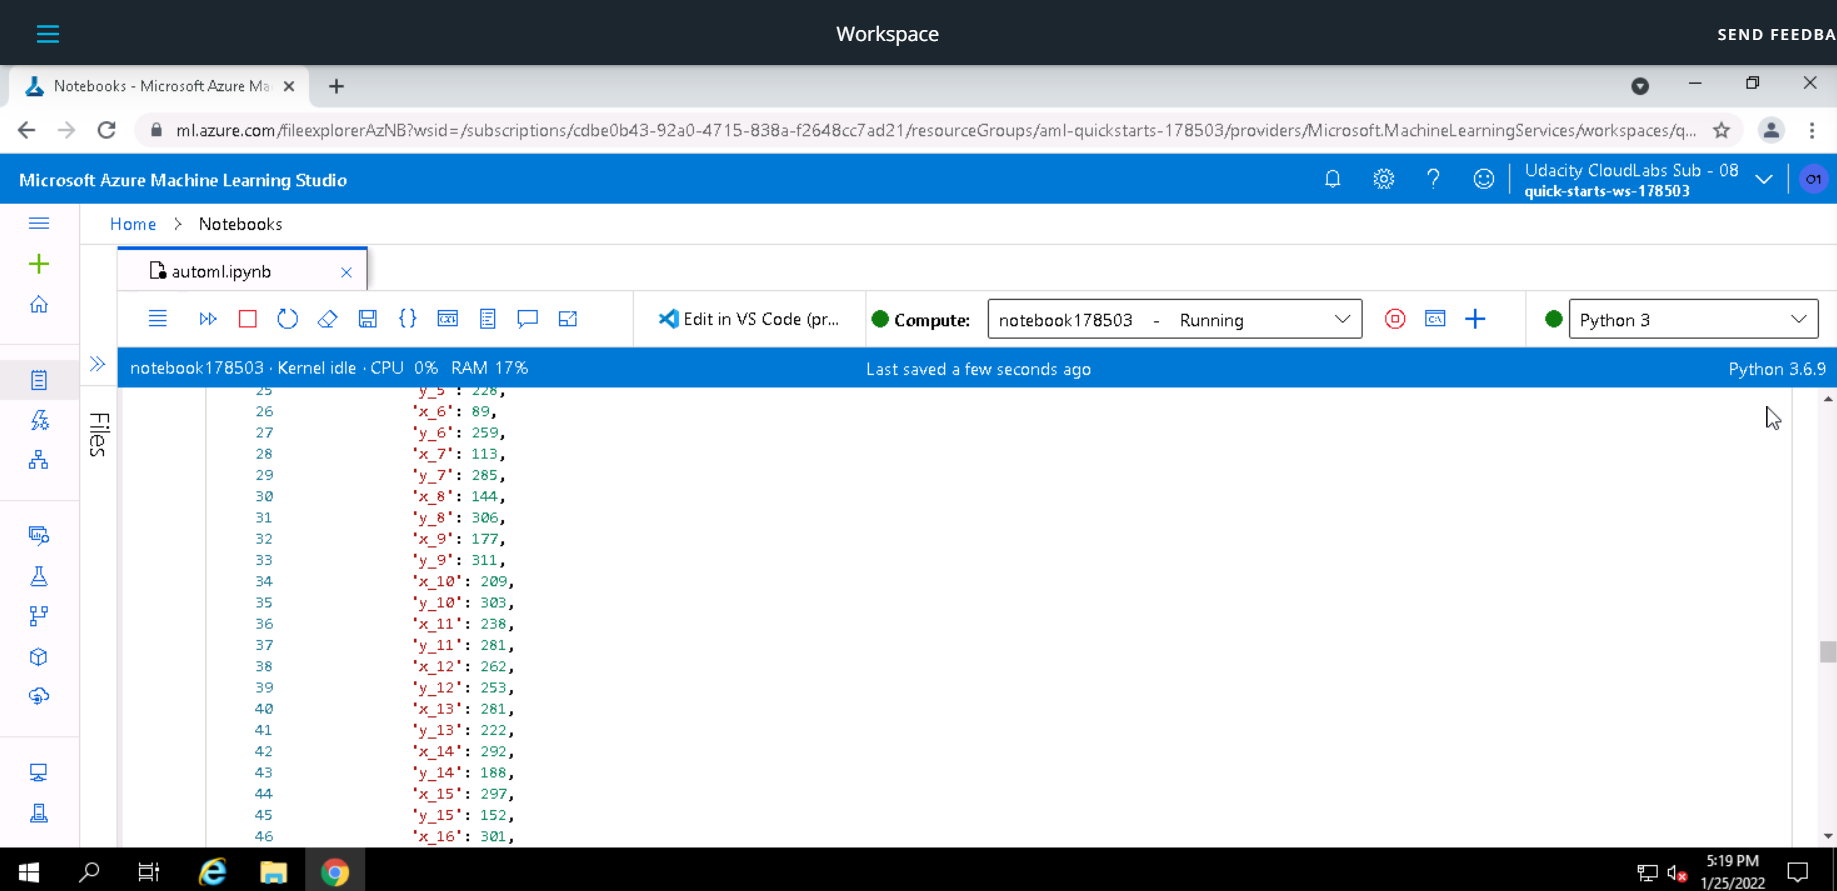 Workspace
SEND FEEDBA
Notebooks - Microsoft Azure Ma
ml.azure.com/fileexplorerAzNB?wsid=/subscriptions/cdbe0b43-92a0-4715-838a-f2648cc7ad21/resourceGroups/aml-quickstarts-178503/providers/Microsoft.MachineLearningServices/workspaces/q...
Microsoft Azure Machine Learning Studio
Udacity CloudLabs Sub - 08
quick-starts-ws-178503
O1
Home > Notebooks
automl.ipynb
Edit in VS Code (pr...
Compute:
notebook178503 - Running
Python 3
notebook178503 · Kernel idle · CPU 0% RAM 17%
Last saved a few seconds ago
Python 3.6.9
Files
25 'y_5': 228,
26 'x_6': 89,
27 'y_6': 259,
28 'x_7': 113,
29 'y_7': 285,
30 'x_8': 144,
31 'y_8': 306,
32 'x_9': 177,
33 'y_9': 311,
34 'x_10': 209,
35 'y_10': 303,
36 'x_11': 238,
37 'y_11': 281,
38 'x_12': 262,
39 'y_12': 253,
40 'x_13': 281,
41 'y_13': 222,
42 'x_14': 292,
43 'y_14': 188,
44 'x_15': 297,
45 'y_15': 152,
46 'x_16': 301,
5:19 PM
1/25/2022